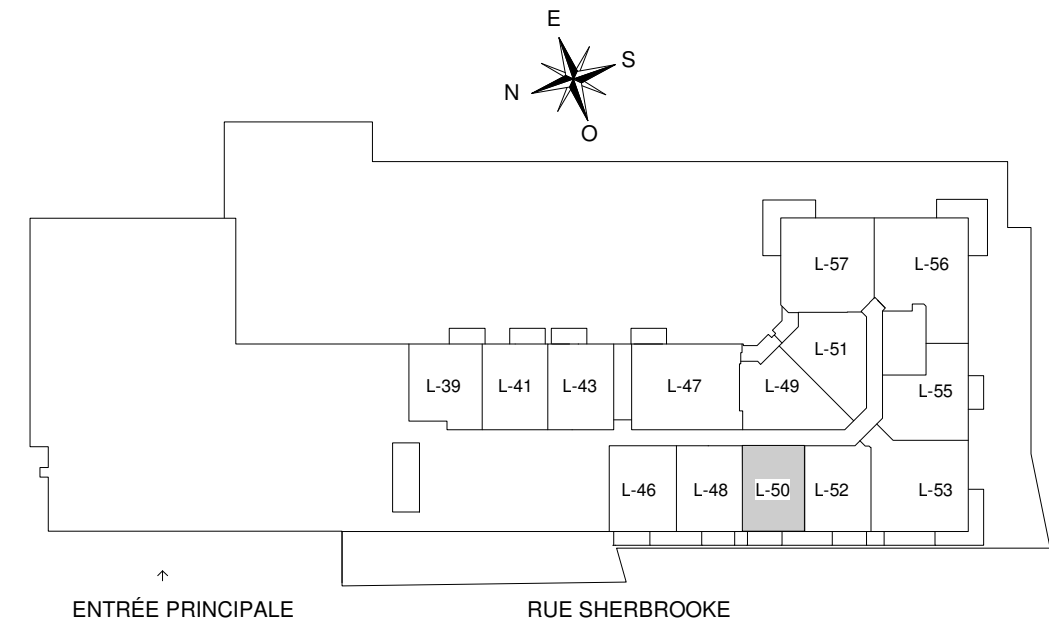 E
S
N
O
L-57
L-56
L-51
L-39
L-41
L-43
L-47
L-49
L-55
L-46
L-48
L-50
L-52
L-53
ENTRÉE PRINCIPALE
RUE SHERBROOKE